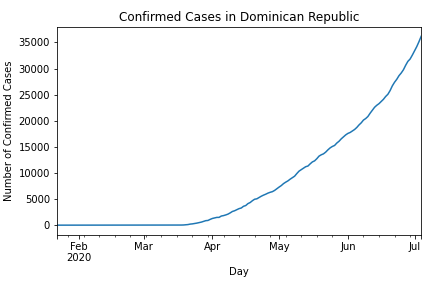 Confirmed Cases in Dominican Republic
35000
30000
25000
20000
15000
10000
5000
0
Number of Confirmed Cases
Feb Mar Apr May Jun Jul
2020
Day